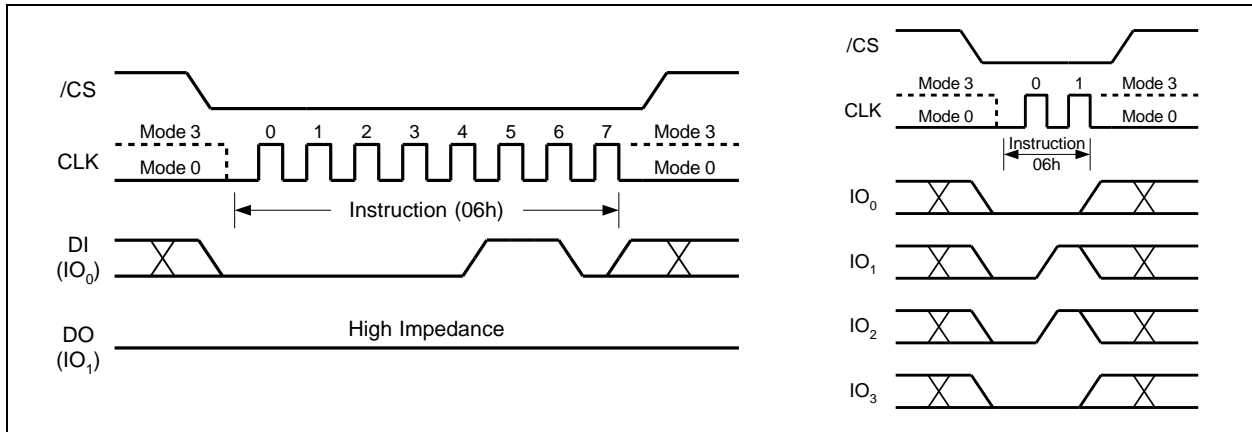 /CS
Mode 3 0 1 2 3 4 5 6 7 Mode 3
CLK
Mode 0 Mode 0
Instruction (06h)
DI
(IO0)
High Impedance
DO
(IO1)
/CS
Mode 3 0 1 Mode 3
CLK
Mode 0 Mode 0
Instruction
06h
IO0
IO1
IO2
IO3